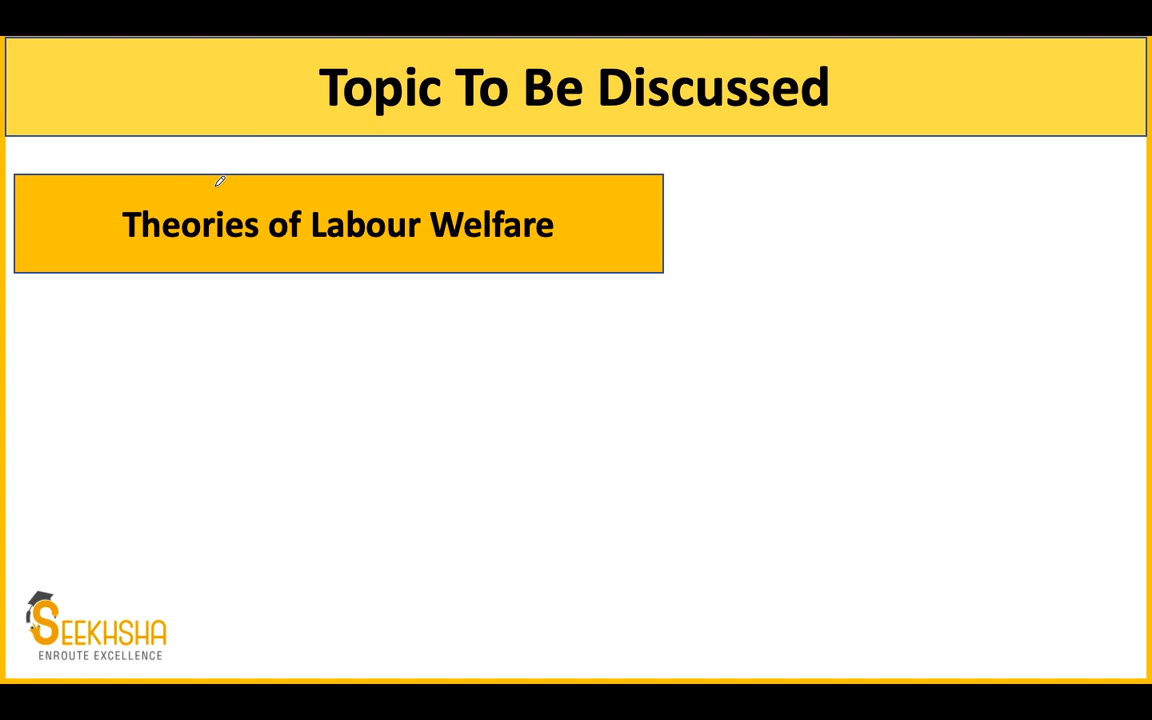 Topic To Be Discussed
Theories of Labour Welfare
SEEKHSHA
ENROUTE EXCELLENCE